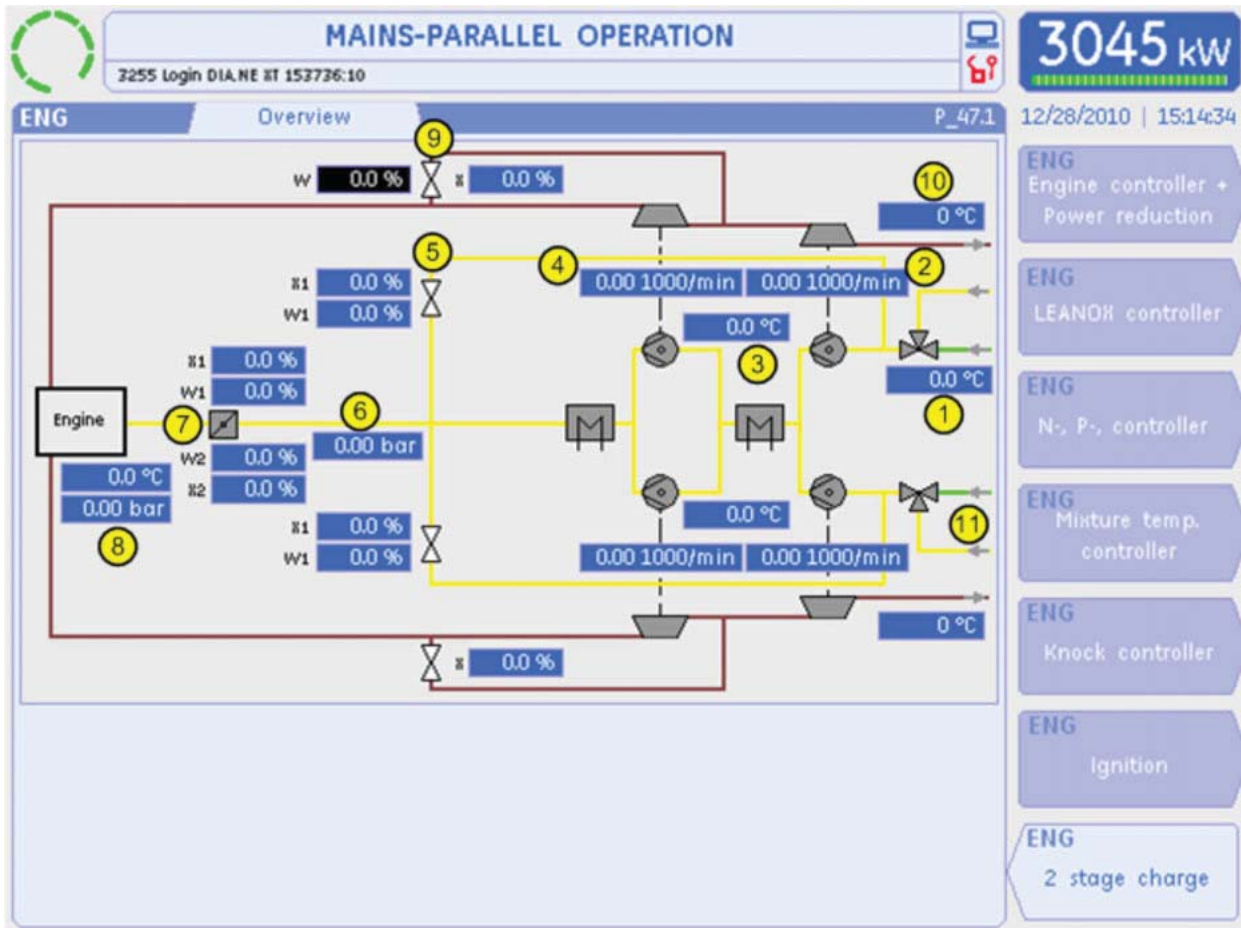 MAINS-PARALLEL OPERATION
3255 Login DIA.NE XT 153736:10
3045 kW
ENG Overview P_47.1
12/28/2010 | 15:14:34
9
W 0.0 % X 0.0 %
10
0 °C
5
4
2
X1 0.0 %
W1 0.0 %
0.00 1000/min 0.00 1000/min
0.0 °C
3
X1 0.0 %
W1 0.0 %
0.0 °C
1
Engine
7
6
0.00 bar
W2 0.0 %
X2 0.0 %
0.0 °C
0.00 bar
8
0.0 °C
11
X1 0.0 %
W1 0.0 %
0.00 1000/min 0.00 1000/min
0 °C
X 0.0 %
ENG
Engine controller +
Power reduction
ENG
LEANOX controller
ENG
N-, P-, controller
ENG
Mixture temp.
controller
ENG
Knock controller
ENG
Ignition
ENG
2 stage charge